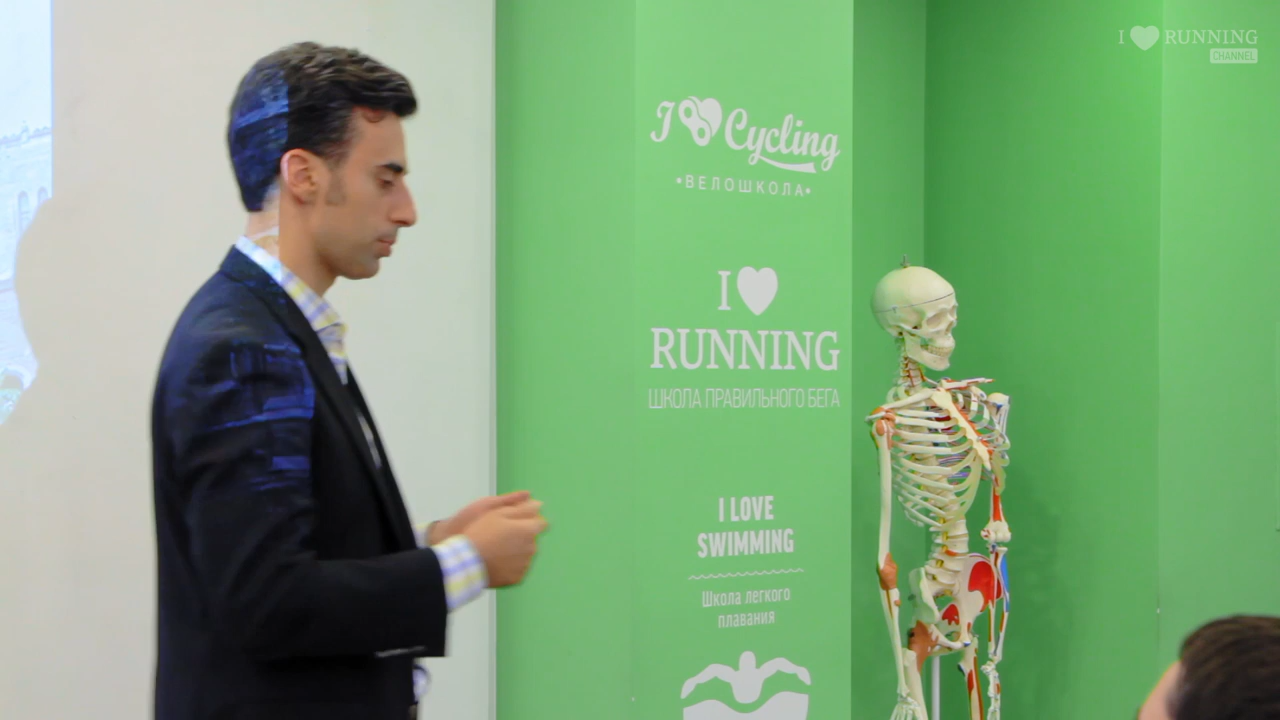 I RUNNING
CHANNEL
I Cycling
•ВЕЛОШКОЛА•
I
RUNNING
ШКОЛА ПРАВИЛЬНОГО БЕГА
I LOVE
SWIMMING
Школа легкого
плавания